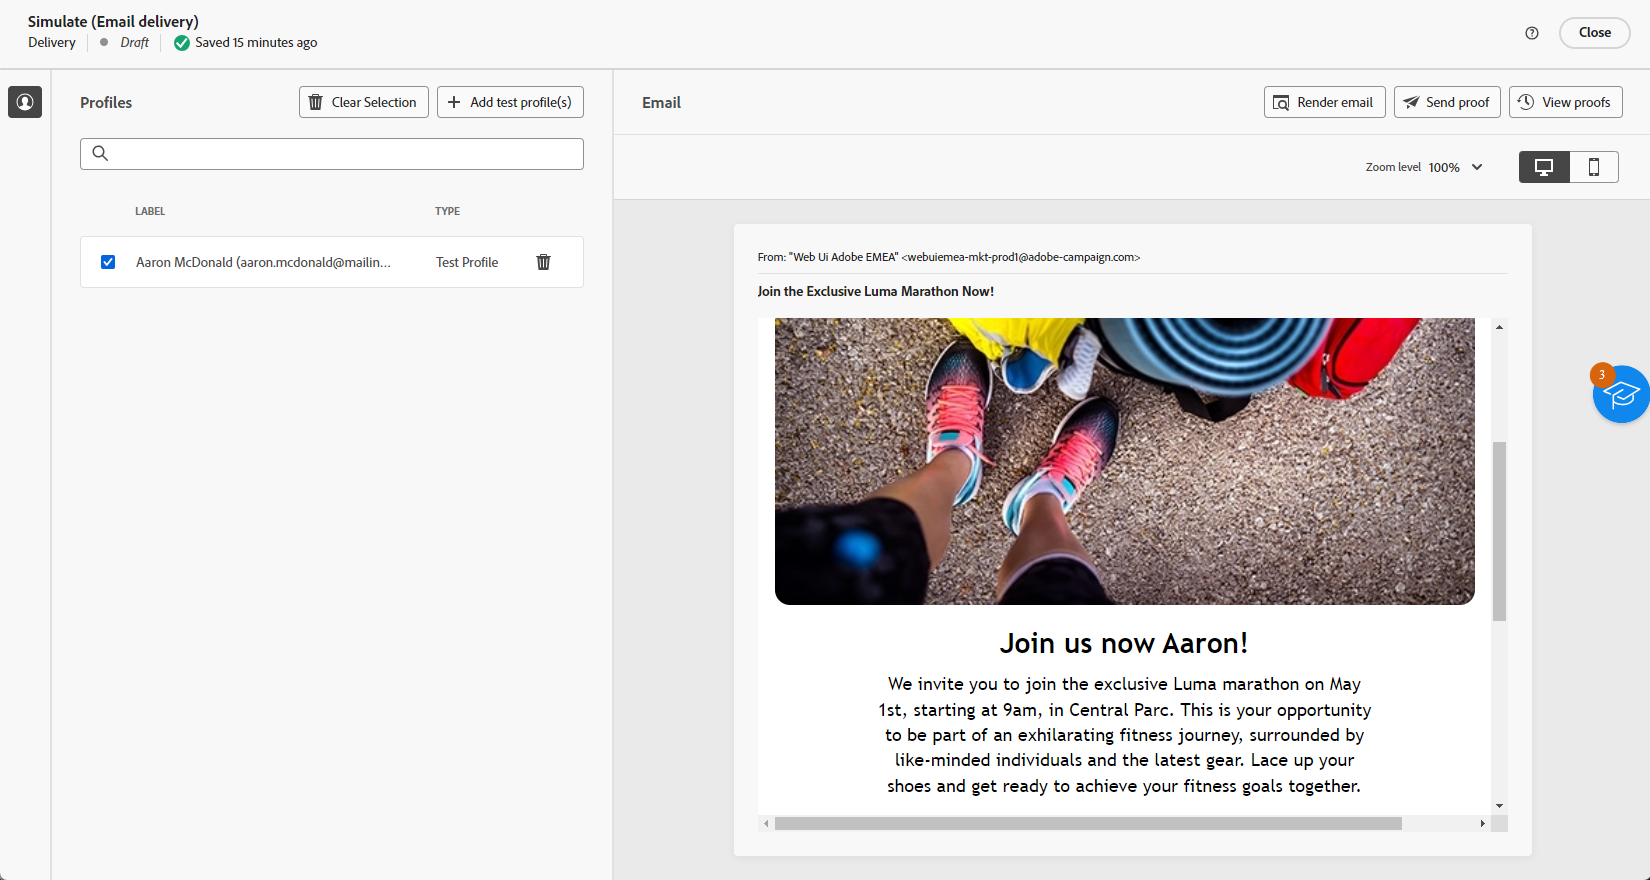 Simulate (Email delivery)
Delivery Draft Saved 15 minutes ago
Close
Profiles Clear Selection Add test profile(s)
Email Render email Send proof View proofs
Zoom level 100%
LABEL TYPE
Aaron McDonald (aaron.mcdonald@mailin... Test Profile
From: "Web Ui Adobe EMEA" <webuiemea-mkt-prod1@adobe-campaign.com>
Join the Exclusive Luma Marathon Now!
3
Join us now Aaron!
We invite you to join the exclusive Luma marathon on May
1st, starting at 9am, in Central Parc. This is your opportunity
to be part of an exhilarating fitness journey, surrounded by
like-minded individuals and the latest gear. Lace up your
shoes and get ready to achieve your fitness goals together.